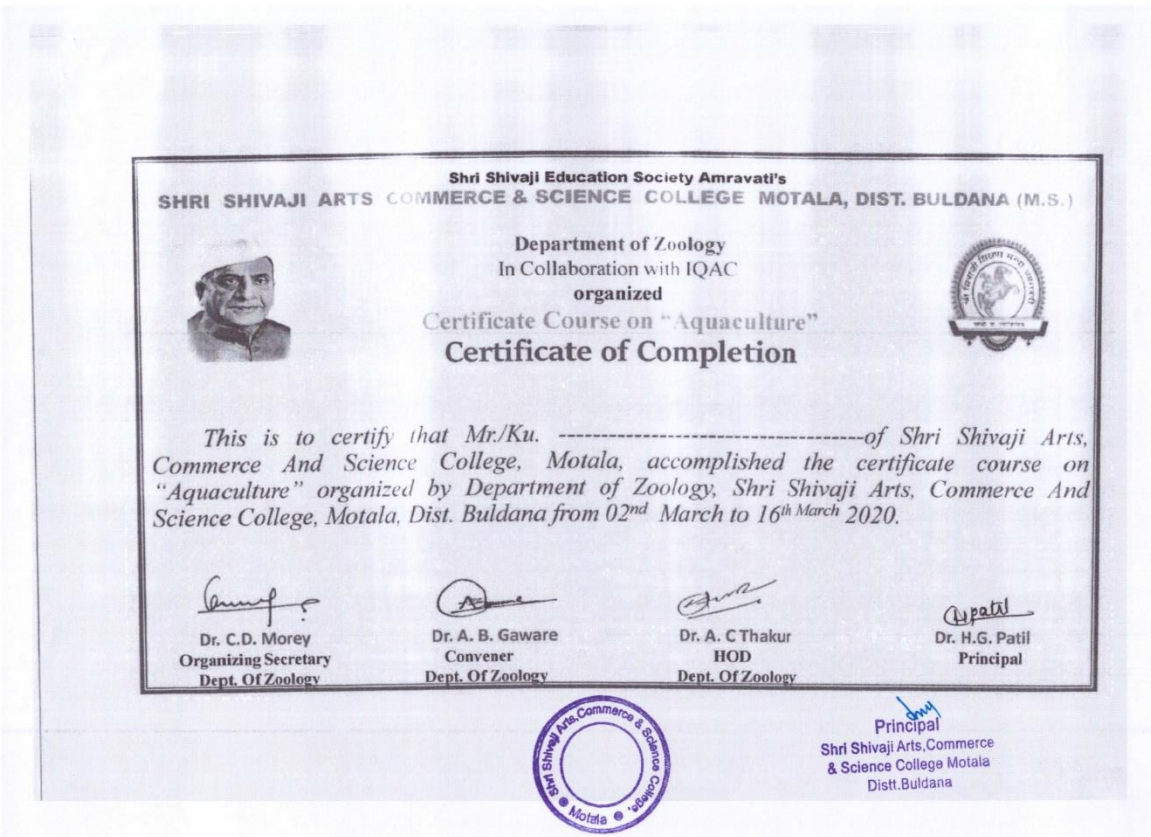 Shri Shivaji Education Society Amravati's
SHRI SHIVAJI ARTS COMMERCE & SCIENCE COLLEGE MOTALA, DIST. BULDANA (M.S.)
Department of Zoology
In Collaboration with IQAC
organized
Certificate Course on "Aquaculture"
Certificate of Completion
This is to certify that Mr./Ku. ---------------------------------of Shri Shivaji Arts,
Commerce And Science College, Motala, accomplished the certificate course on
"Aquaculture" organized by Department of Zoology, Shri Shivaji Arts, Commerce And
Science College, Motala, Dist. Buldana from 02nd March to 16th March 2020.
Dr. C.D. Morey
Organizing Secretary
Dept. Of Zoology
Dr. A. B. Gaware
Convener
Dept. Of Zoology
Dr. A. C Thakur
HOD
Dept. Of Zoology
Dr. H.G. Patil
Principal
Shri Shivaji Arts,Commerce & Science College,
Motala
Principal
Shri Shivaji Arts,Commerce
& Science College Motala
Distt.Buldana